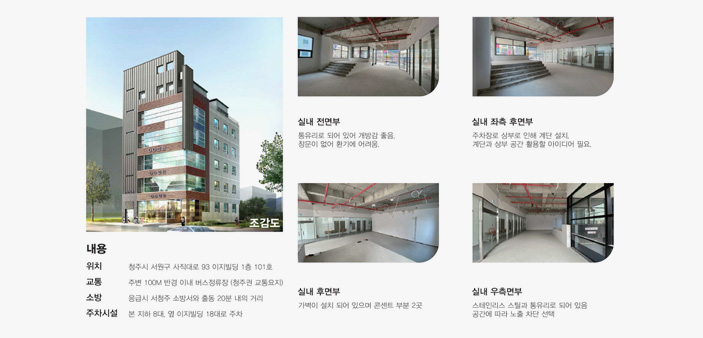 조감도
내용
위치 청주시 서원구 사직대로 93 이지빌딩 1층 101호
교통 주변 100M 반경 이내 버스정류장 (청주권 교통요지)
소방 응급시 서청주 소방서와 출동 20분 내의 거리
주차시설 본 지하 8대, 옆 이지빌딩 18대로 주차
실내 전면부
통유리로 되어 있어 개방감 좋음.
창문이 없어 환기에 어려움.
실내 좌측 후면부
주차장으로 상부로 인해 계단 설치,
계단과 상부 공간 활용할 아이디어 필요.
실내 후면부
가벽이 설치 되어 있으며 콘센트 부분 2곳
실내 우측면부
스테인리스 스틸과 통유리로 되어 있음
공간에 따라 노출 차단 선택